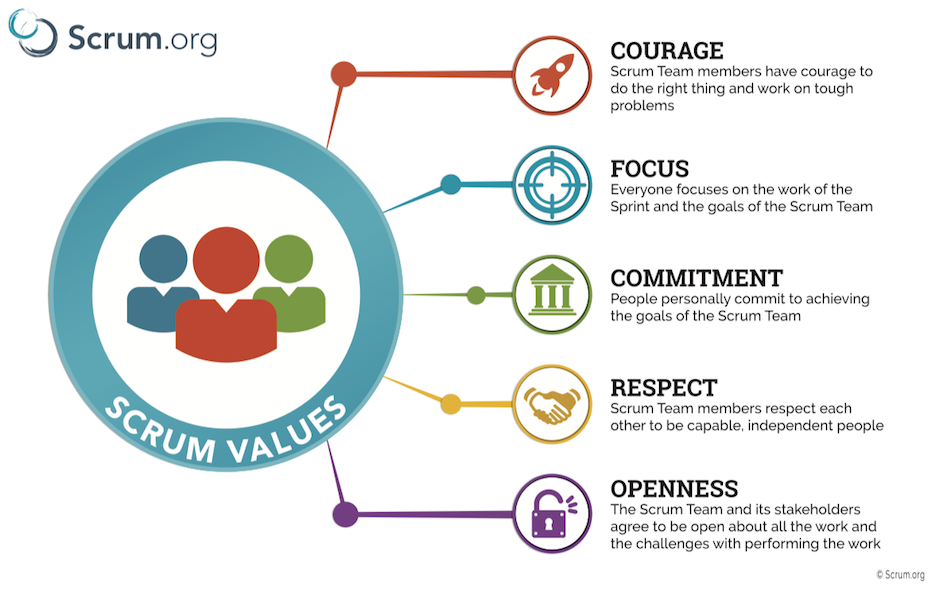 Scrum.org
COURAGE
Scrum Team members have courage to
do the right thing and work on tough
problems
FOCUS
Everyone focuses on the work of the
Sprint and the goals of the Scrum Team
COMMITMENT
People personally commit to achieving
the goals of the Scrum Team
RESPECT
Scrum Team members respect each
other to be capable, independent people
OPENNESS
The Scrum Team and its stakeholders
agree to be open about all the work and
the challenges with performing the work
SCRUM VALUES
© Scrum.org